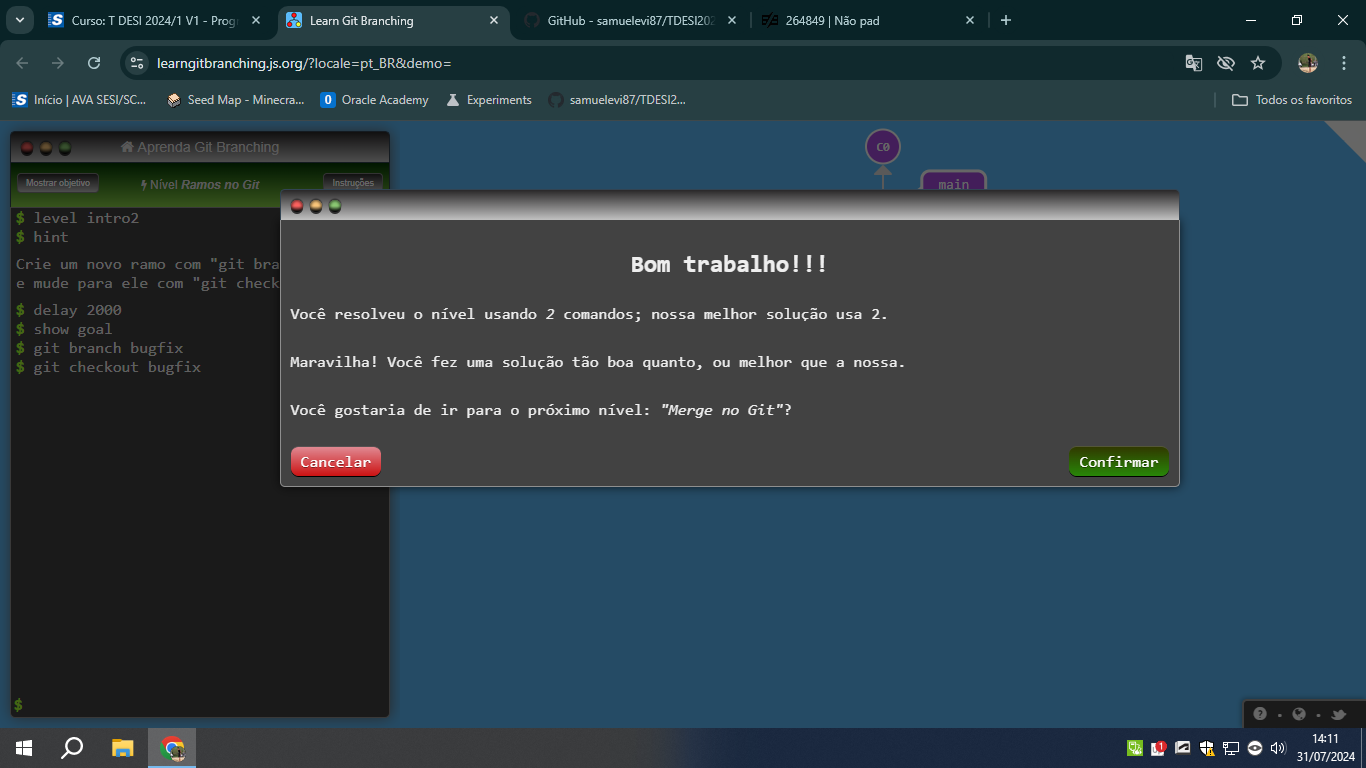 Curso: T DESI 2024/1 V1 - Prog
Learn Git Branching
GitHub - samuelevi87/TDESI202
264849 | Não pad
learngitbranching.js.org/?locale=pt_BR&demo=
Início | AVA SESI/SC...
Seed Map - Minecra...
Oracle Academy
Experiments
samuelevi87/TDESI2...
Todos os favoritos
Aprenda Git Branching
Mostrar objetivo
Nível Ramos no Git
Instruções
$ level intro2
$ hint
Crie um novo ramo com "git bra
e mude para ele com "git check
$ delay 2000
$ show goal
$ git branch bugfix
$ git checkout bugfix
$
C0
main
Bom trabalho!!!
Você resolveu o nível usando 2 comandos; nossa melhor solução usa 2.
Maravilha! Você fez uma solução tão boa quanto, ou melhor que a nossa.
Você gostaria de ir para o próximo nível: "Merge no Git"?
Cancelar
Confirmar
14:11
31/07/2024